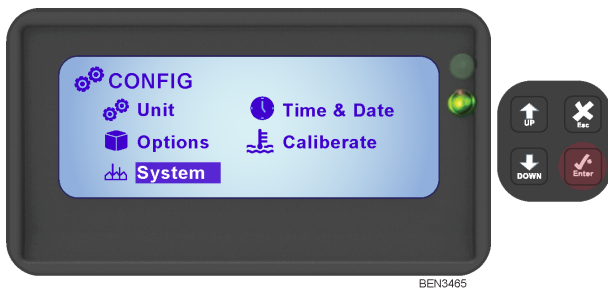 CONFIG
Unit
Time & Date
Options
Caliberate
System
UP
Esc
DOWN
Enter
BEN3465